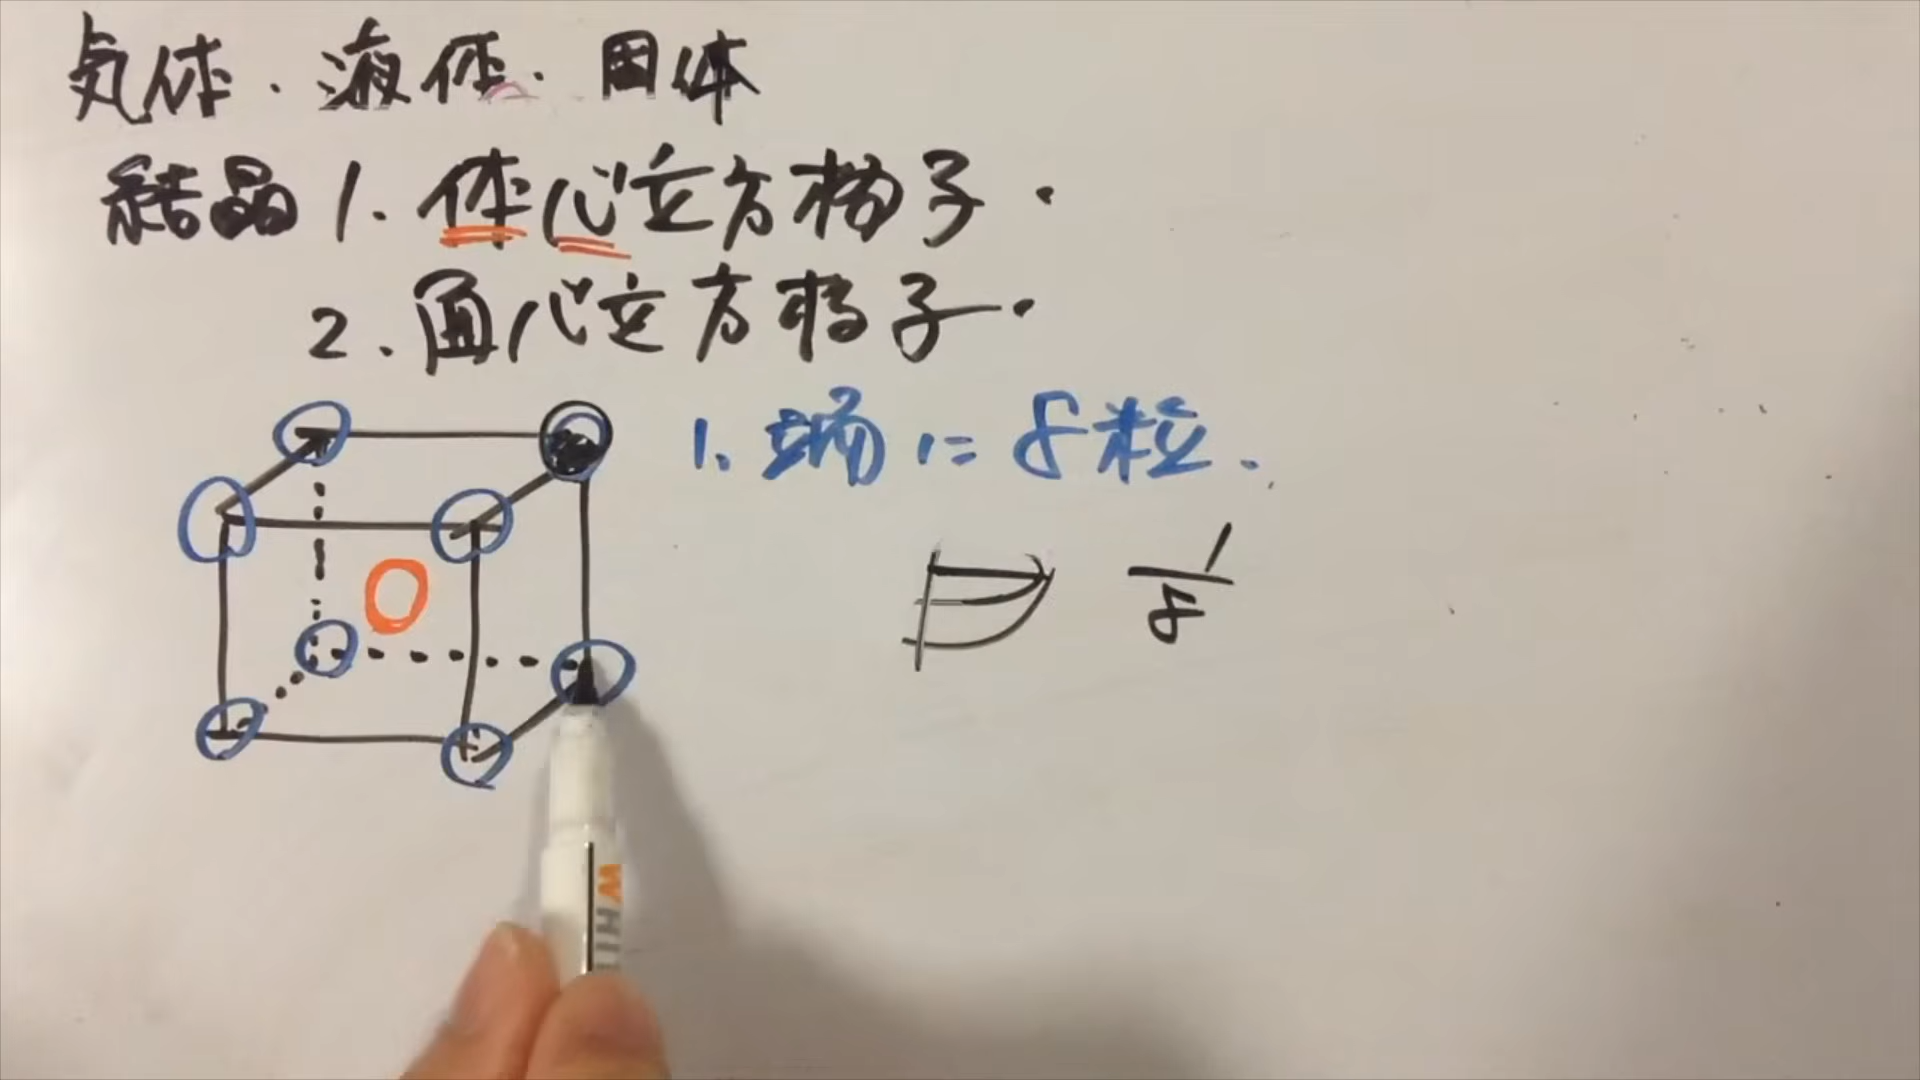 気体・液体・固体
結晶 1. 体心立方格子.
2. 面心立方格子.
1. 端に8粒.
1/8
WHI